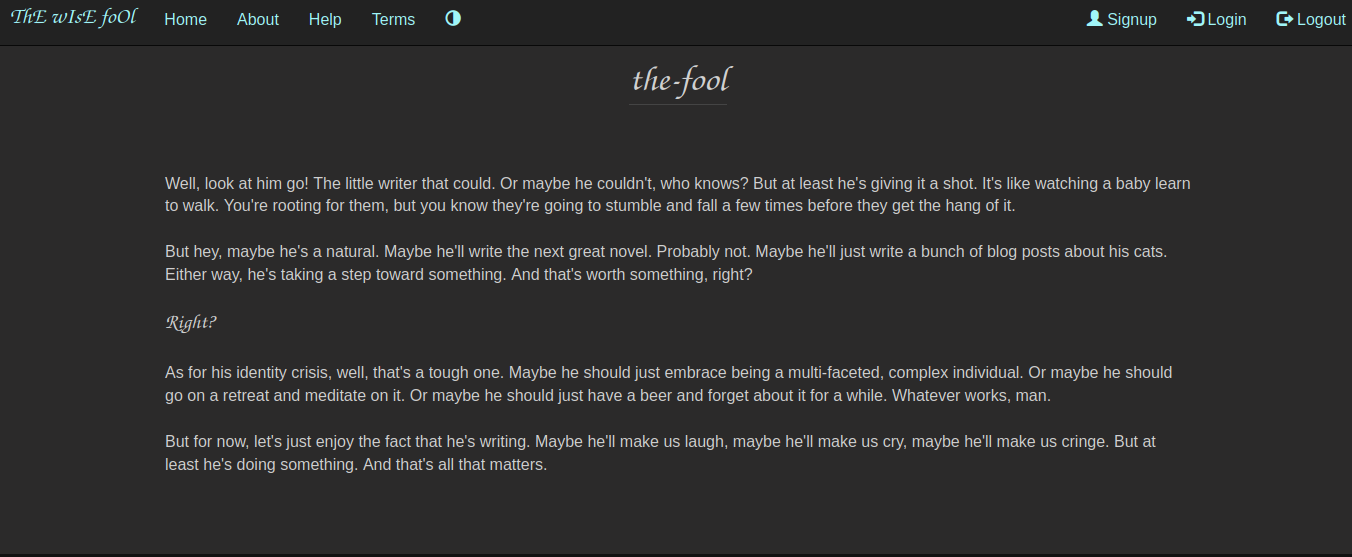 ThE wIsE foOl Home About Help Terms Signup Login Logout
the-fool
Well, look at him go! The little writer that could. Or maybe he couldn't, who knows? But at least he's giving it a shot. It's like watching a baby learn
to walk. You're rooting for them, but you know they're going to stumble and fall a few times before they get the hang of it.
But hey, maybe he's a natural. Maybe he'll write the next great novel. Probably not. Maybe he'll just write a bunch of blog posts about his cats.
Either way, he's taking a step toward something. And that's worth something, right?
Right?
As for his identity crisis, well, that's a tough one. Maybe he should just embrace being a multi-faceted, complex individual. Or maybe he should
go on a retreat and meditate on it. Or maybe he should just have a beer and forget about it for a while. Whatever works, man.
But for now, let's just enjoy the fact that he's writing. Maybe he'll make us laugh, maybe he'll make us cry, maybe he'll make us cringe. But at
least he's doing something. And that's all that matters.